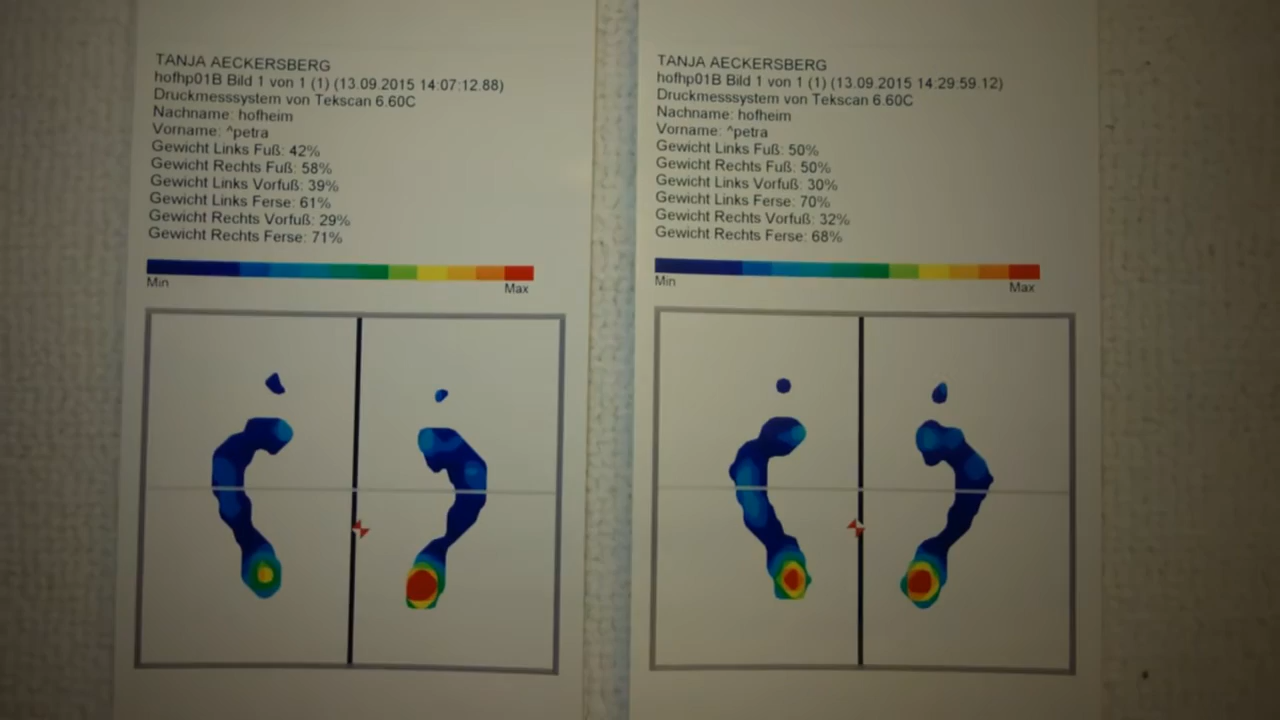 TANJA AECKERSBERG
hofhp01B Bild 1 von 1 (1) (13.09.2015 14:07:12.88)
Druckmesssystem von Tekscan 6.60C
Nachname: hofheim
Vorname: ^petra
Gewicht Links Fuß: 42%
Gewicht Rechts Fuß: 58%
Gewicht Links Vorfuß: 39%
Gewicht Links Ferse: 61%
Gewicht Rechts Vorfuß: 29%
Gewicht Rechts Ferse: 71%
Min
Max
TANJA AECKERSBERG
hofhp01B Bild 1 von 1 (1) (13.09.2015 14:29:59.12)
Druckmesssystem von Tekscan 6.60C
Nachname: hofheim
Vorname: ^petra
Gewicht Links Fuß: 50%
Gewicht Rechts Fuß: 50%
Gewicht Links Vorfuß: 30%
Gewicht Links Ferse: 70%
Gewicht Rechts Vorfuß: 32%
Gewicht Rechts Ferse: 68%
Min
Max